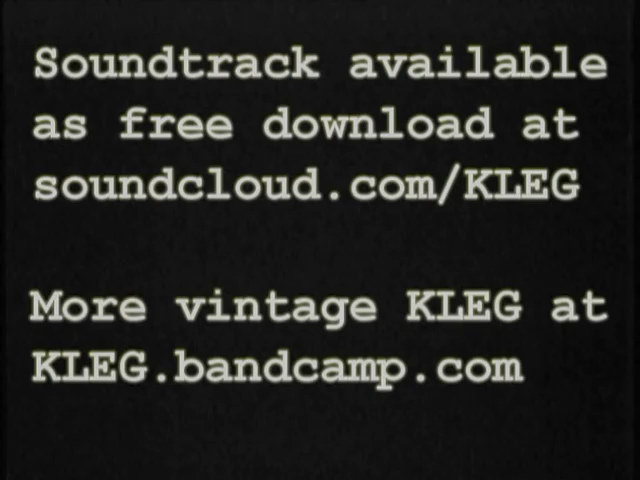 Soundtrack available
as free download at
soundcloud.com/KLEG
More vintage KLEG at
KLEG.bandcamp.com